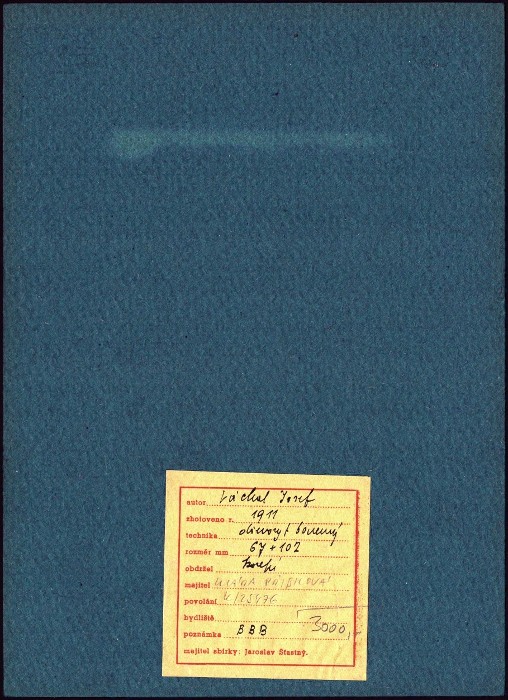 autor Váchal Josef
zhotoveno r. 1911
technika dřevoryt barevný
rozměr mm 67 + 102
obdržel
majitel
povolání
bydliště
3000,-
poznámka BBB
majitel sbírky: Jaroslav Šťastný.